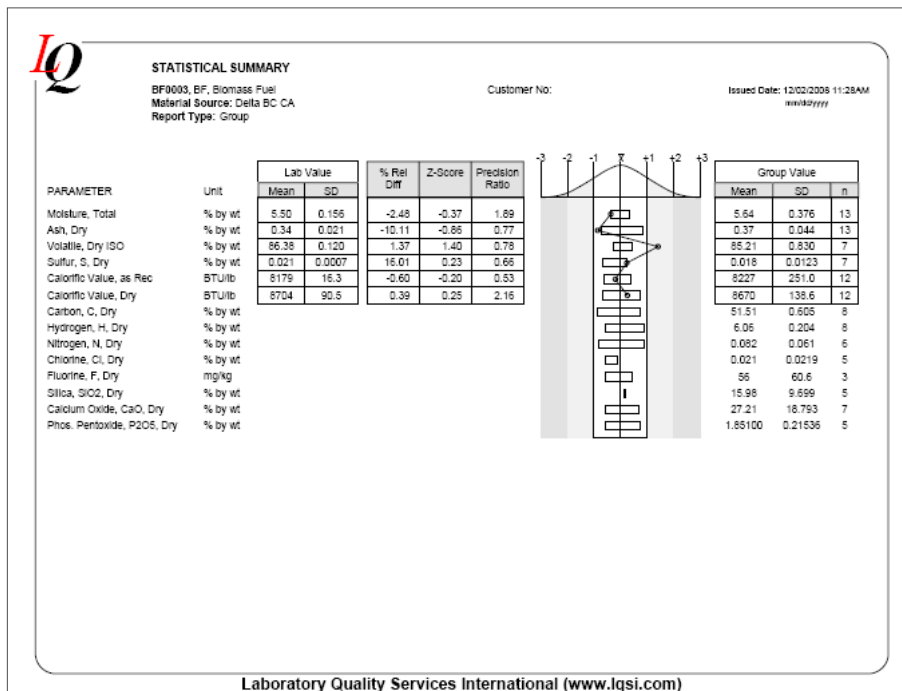 LQ
STATISTICAL SUMMARY
BF0003, BF, Biomass Fuel
Customer No:
Issued Date: 12/02/2008 11:28AM
mm/dd/yyyy
Material Source: Delta BC CA
Report Type: Group
-3 -2 -1 X̄ +1 +2 +3
Lab Value % Rel Diff Z-Score Precision Ratio Group Value
PARAMETER Unit Mean SD Mean SD n
Moisture, Total % by wt 5.50 0.156 -2.48 -0.37 1.89 5.64 0.376 13
Ash, Dry % by wt 0.34 0.021 -10.11 -0.86 0.77 0.37 0.044 13
Volatile, Dry ISO % by wt 86.38 0.120 1.37 1.40 0.78 85.21 0.830 7
Sulfur, S, Dry % by wt 0.021 0.0007 16.01 0.23 0.66 0.018 0.0123 7
Calorific Value, as Rec BTU/lb 8179 16.3 -0.60 -0.20 0.53 8227 251.0 12
Calorific Value, Dry BTU/lb 8704 90.5 0.39 0.25 2.16 8670 138.6 12
Carbon, C, Dry % by wt 51.51 0.605 8
Hydrogen, H, Dry % by wt 6.06 0.204 8
Nitrogen, N, Dry % by wt 0.082 0.061 6
Chlorine, Cl, Dry % by wt 0.021 0.0219 5
Fluorine, F, Dry mg/kg 56 60.6 3
Silica, SiO2, Dry % by wt 15.98 9.699 5
Calcium Oxide, CaO, Dry % by wt 27.21 18.793 7
Phos. Pentoxide, P2O5, Dry % by wt 1.85100 0.21536 5
Laboratory Quality Services International (www.lqsi.com)